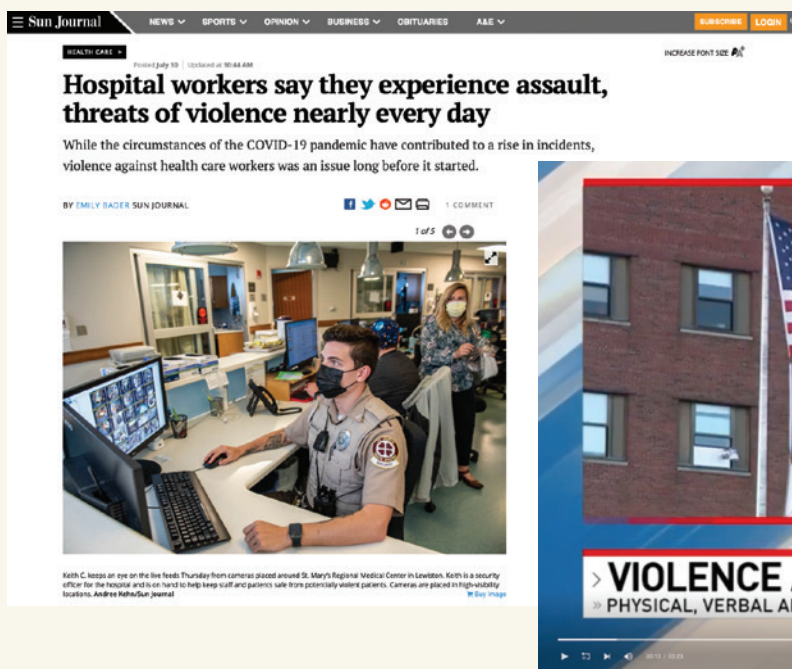 Sun Journal NEWS SPORTS OPINION BUSINESS OBITUARIES A&E SUBSCRIBE LOGIN
HEALTH CARE
INCREASE FONT SIZE
Posted July 10 Updated at 10:44 AM
Hospital workers say they experience assault,
threats of violence nearly every day
While the circumstances of the COVID-19 pandemic have contributed to a rise in incidents,
violence against health care workers was an issue long before it started.
BY EMILY BADER SUN JOURNAL
1 COMMENT
1 of 5
Keith C. keeps an eye on the live feeds Thursday from cameras placed around St. Mary's Regional Medical Center in Lewiston. Keith is a security
officer for the hospital and is on hand to help keep staff and patients safe from potentially violent patients. Cameras are placed in high-visibility
locations. Andree Kehn/Sun Journal
Buy Image
VIOLENCE
PHYSICAL, VERBAL